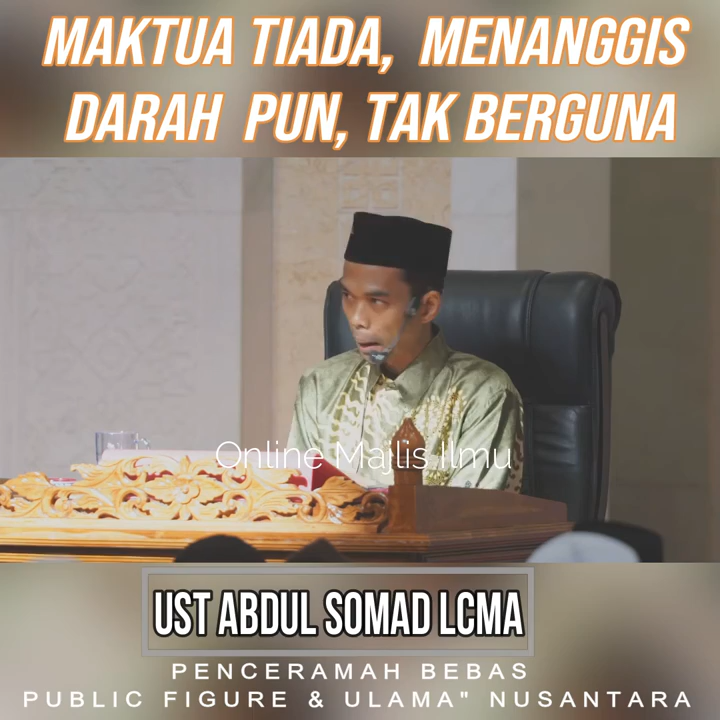 MAKTUA TIADA, MENANGGIS
DARAH PUN, TAK BERGUNA
Online Majlis Ilmu
UST ABDUL SOMAD LCMA
PENCERAMAH BEBAS
PUBLIC FIGURE & ULAMA" NUSANTARA